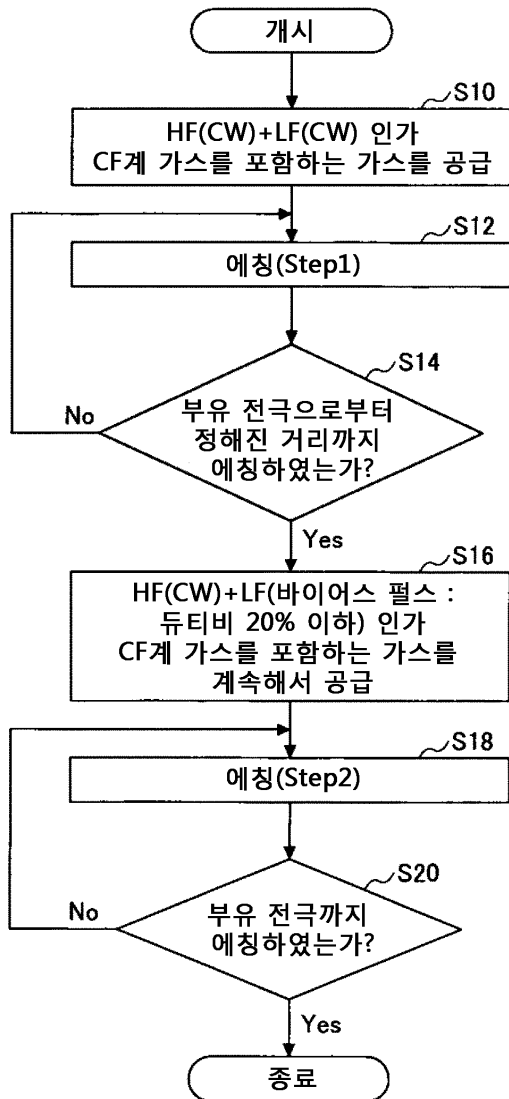 개시
S10
HF(CW)+LF(CW) 인가
CF계 가스를 포함하는 가스를 공급
S12
에칭(Step1)
S14
부유 전극으로부터
정해진 거리까지
에칭하였는가?
No
Yes
S16
HF(CW)+LF(바이어스 펄스 :
듀티비 20% 이하) 인가
CF계 가스를 포함하는 가스를
계속해서 공급
S18
에칭(Step2)
S20
부유 전극까지
에칭하였는가?
No
Yes
종료